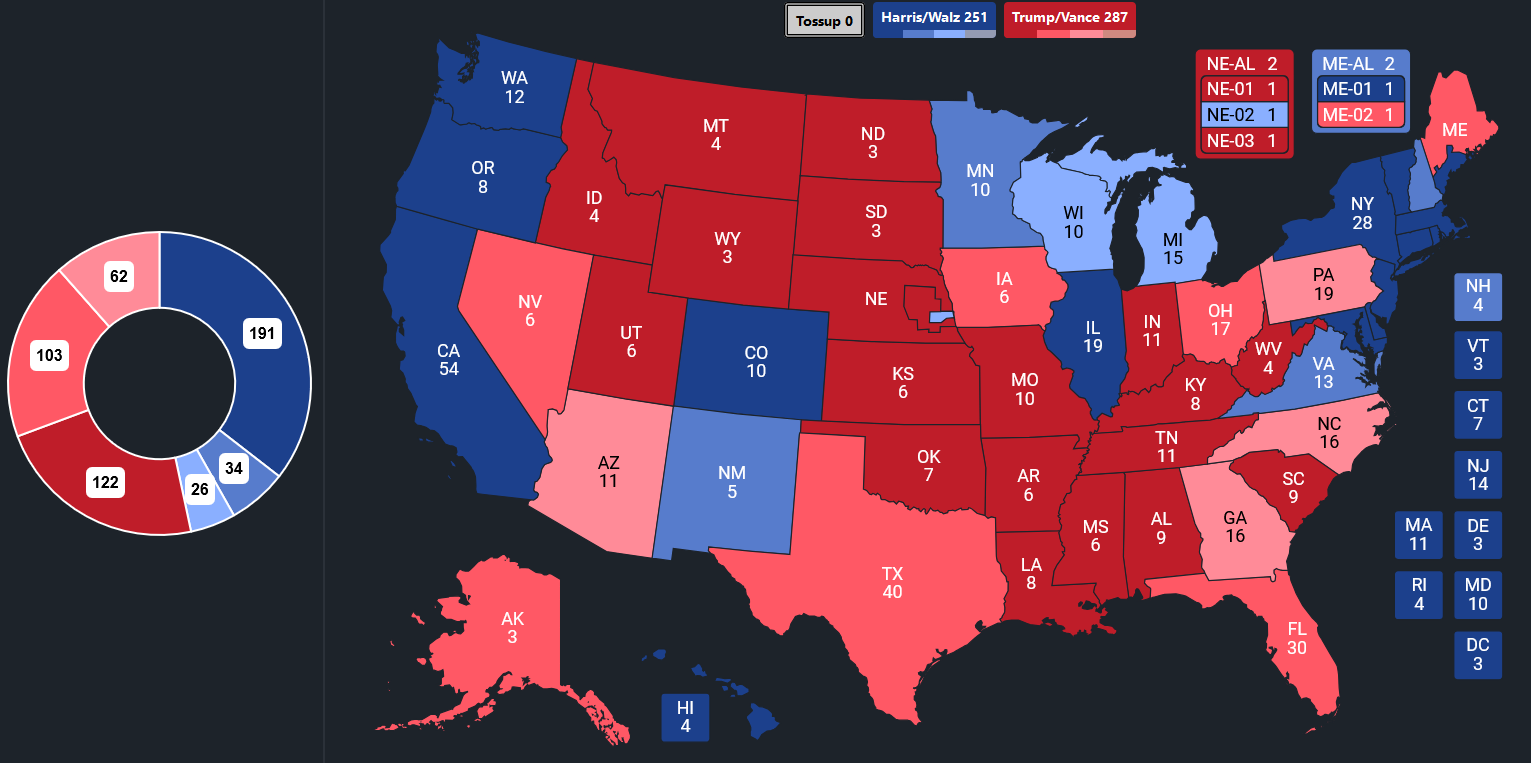 Tossup 0
Harris/Walz 251
Trump/Vance 287
NE-AL 2
NE-01 1
NE-02 1
NE-03 1
ME-AL 2
ME-01 1
ME-02 1
WA
12
OR
8
CA
54
NV
6
ID
4
MT
4
WY
3
UT
6
CO
10
AZ
11
NM
5
ND
3
SD
3
NE
KS
6
OK
7
TX
40
MN
10
IA
6
MO
10
AR
6
LA
8
WI
10
IL
19
MI
15
IN
11
OH
17
KY
8
TN
11
MS
6
AL
9
GA
16
FL
30
SC
9
NC
16
VA
13
WV
4
PA
19
NY
28
ME
NH
4
VT
3
CT
7
NJ
14
MA
11
DE
3
RI
4
MD
10
DC
3
AK
3
HI
4
62
191
103
34
26
122